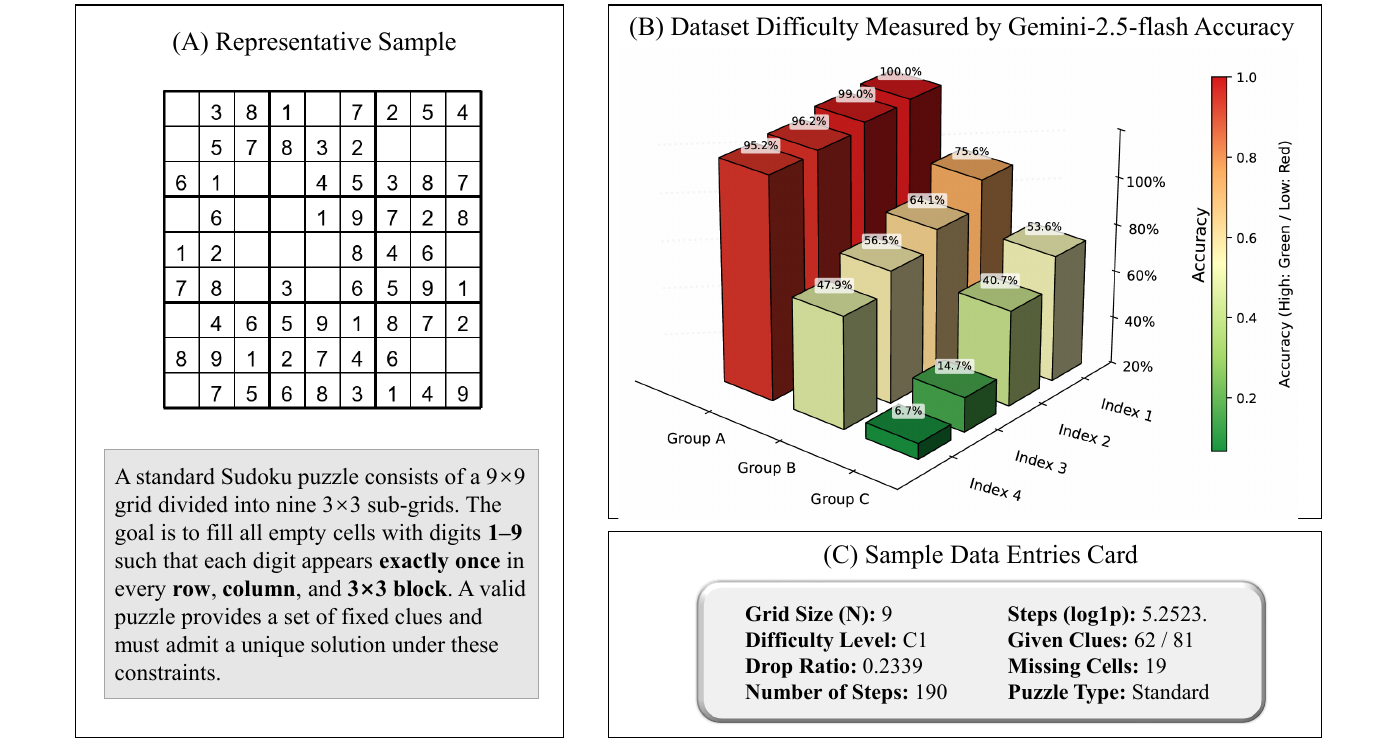 (A) Representative Sample
3 8 1 7 2 5 4
5 7 8 3 2
6 1 4 5 3 8 7
6 1 9 7 2 8
1 2 8 4 6
7 8 3 6 5 9 1
4 6 5 9 1 8 7 2
8 9 1 2 7 4 6
7 5 6 8 3 1 4 9
A standard Sudoku puzzle consists of a 9×9
grid divided into nine 3×3 sub-grids. The
goal is to fill all empty cells with digits 1–9
such that each digit appears exactly once in
every row, column, and 3×3 block. A valid
puzzle provides a set of fixed clues and
must admit a unique solution under these
constraints.
(B) Dataset Difficulty Measured by Gemini-2.5-flash Accuracy
100.0%
99.0%
96.2%
95.2%
75.6%
64.1%
56.5%
47.9%
53.6%
40.7%
14.7%
6.7%
Group A
Group B
Group C
Index 4
Index 3
Index 2
Index 1
100%
80%
60%
40%
20%
Accuracy
1.0
0.8
0.6
0.4
0.2
Accuracy (High: Green / Low: Red)
(C) Sample Data Entries Card
Grid Size (N): 9
Difficulty Level: C1
Drop Ratio: 0.2339
Number of Steps: 190
Steps (log1p): 5.2523.
Given Clues: 62 / 81
Missing Cells: 19
Puzzle Type: Standard